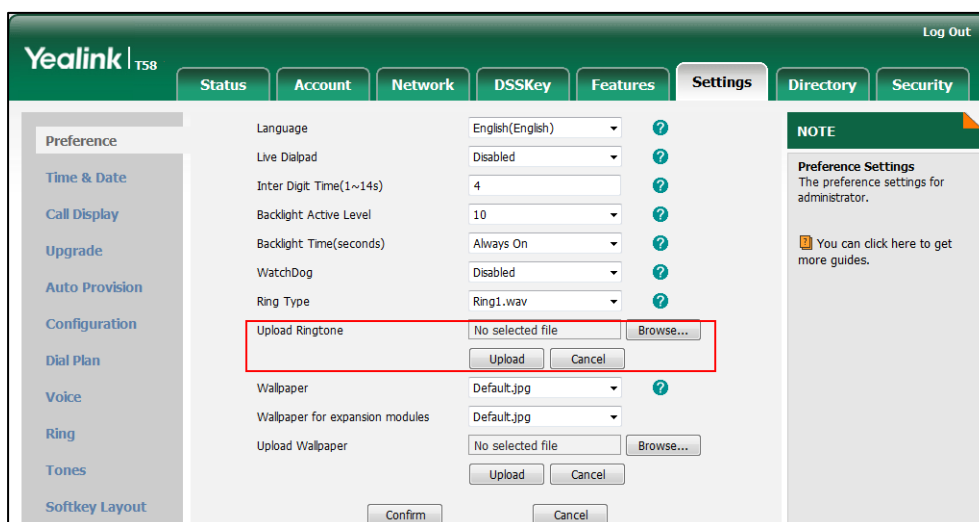 Log Out
Yealink | T58
Status Account Network DSSKey Features Settings Directory Security
Preference
Time & Date
Call Display
Upgrade
Auto Provision
Configuration
Dial Plan
Voice
Ring
Tones
Softkey Layout
Language English(English) ?
Live Dialpad Disabled ?
Inter Digit Time(1~14s) 4 ?
Backlight Active Level 10 ?
Backlight Time(seconds) Always On ?
WatchDog Disabled ?
Ring Type Ring1.wav ?
Upload Ringtone No selected file Browse...
Upload Cancel
Wallpaper Default.jpg ?
Wallpaper for expansion modules Default.jpg
Upload Wallpaper No selected file Browse...
Upload Cancel
Confirm Cancel
NOTE
Preference Settings
The preference settings for
administrator.
? You can click here to get
more guides.